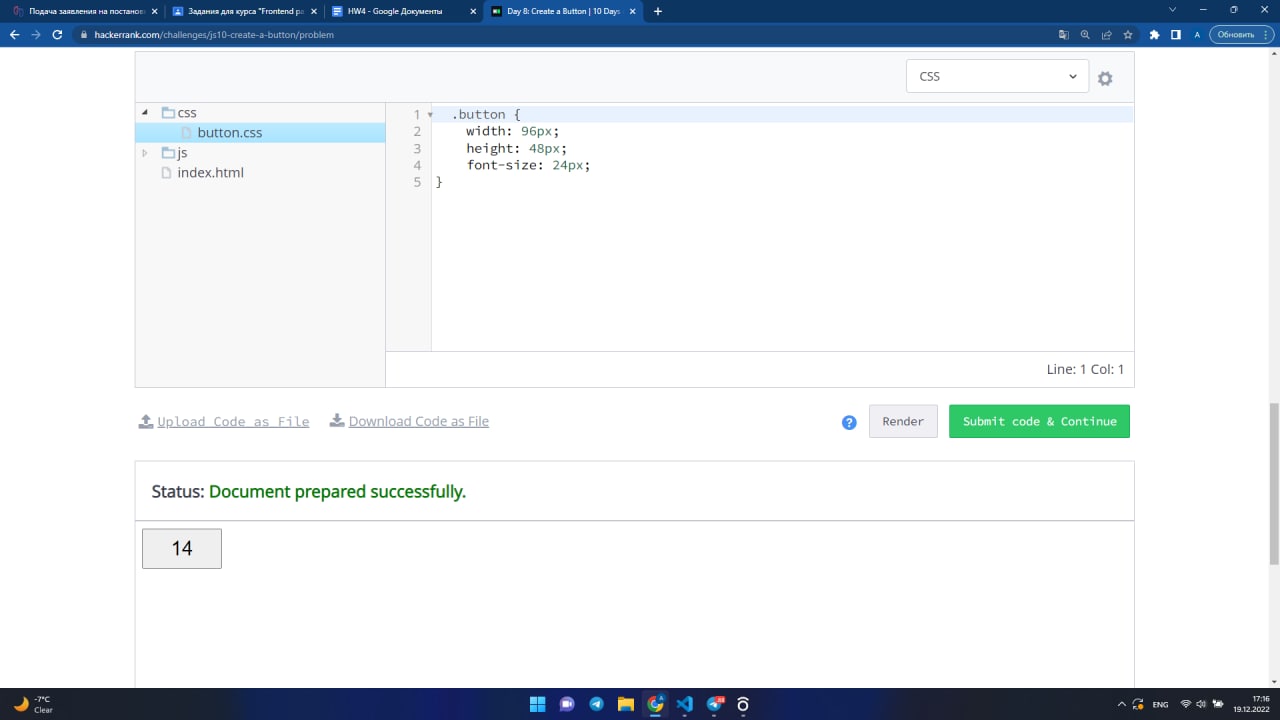 Подача заявления на постанов
Задания для курса "Frontend ра
HW4 - Google Документы
Day 8: Create a Button | 10 Days
hackerrank.com/challenges/js10-create-a-button/problem
A
Обновить
CSS
css
button.css
js
index.html
1 .button {
2 width: 96px;
3 height: 48px;
4 font-size: 24px;
5 }
Line: 1 Col: 1
Upload Code as File
Download Code as File
?
Render
Submit code & Continue
Status: Document prepared successfully.
14
-7°C
Clear
ENG
17:16
19.12.2022